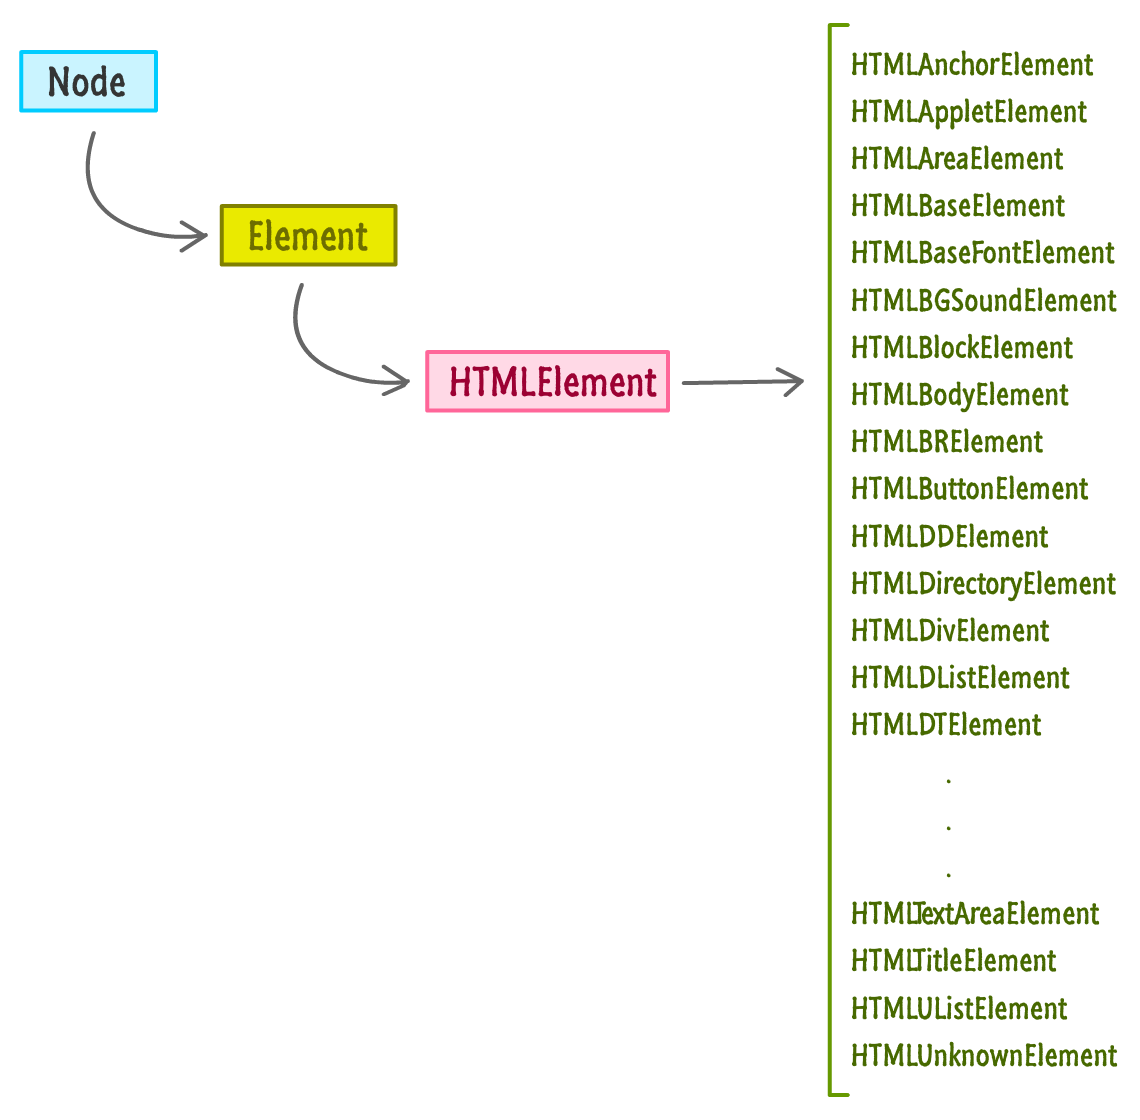 Node
Element
HTMLElement
HTMLAnchorElement
HTMLAppletElement
HTMLAreaElement
HTMLBaseElement
HTMLBaseFontElement
HTMLBGSoundElement
HTMLBlockElement
HTMLBodyElement
HTMLBRElement
HTMLButtonElement
HTMLDDElement
HTMLDirectoryElement
HTMLDivElement
HTMLDListElement
HTMLDTElement
.
.
.
HTMLTextAreaElement
HTMLTitleElement
HTMLUListElement
HTMLUnknownElement